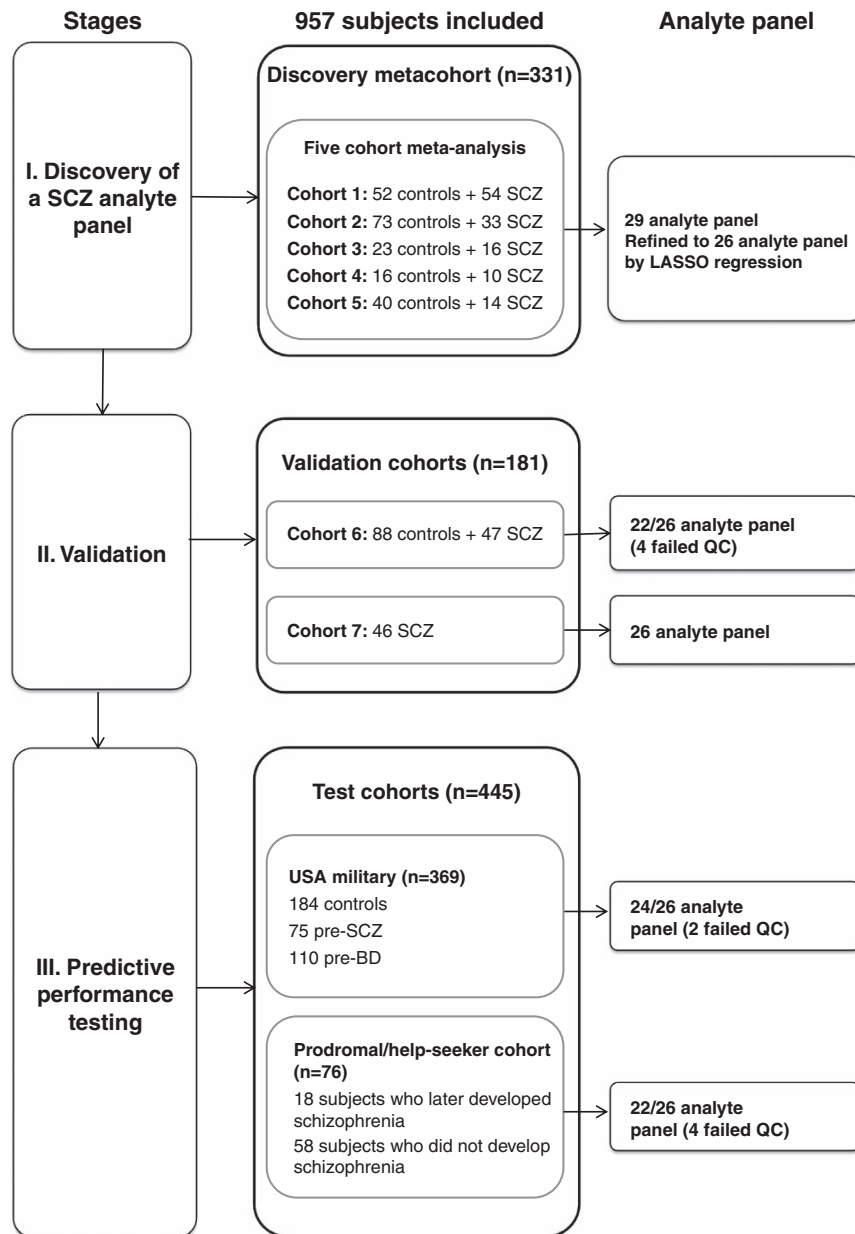 Stages
957 subjects included
Analyte panel
I. Discovery of
a SCZ analyte
panel
Discovery metacohort (n=331)
Five cohort meta-analysis
Cohort 1: 52 controls + 54 SCZ
Cohort 2: 73 controls + 33 SCZ
Cohort 3: 23 controls + 16 SCZ
Cohort 4: 16 controls + 10 SCZ
Cohort 5: 40 controls + 14 SCZ
29 analyte panel
Refined to 26 analyte panel
by LASSO regression
II. Validation
Validation cohorts (n=181)
Cohort 6: 88 controls + 47 SCZ
22/26 analyte panel
(4 failed QC)
Cohort 7: 46 SCZ
26 analyte panel
III. Predictive
performance
testing
Test cohorts (n=445)
USA military (n=369)
184 controls
75 pre-SCZ
110 pre-BD
24/26 analyte
panel (2 failed QC)
Prodromal/help-seeker cohort
(n=76)
18 subjects who later developed
schizophrenia
58 subjects who did not develop
schizophrenia
22/26 analyte
panel (4 failed QC)